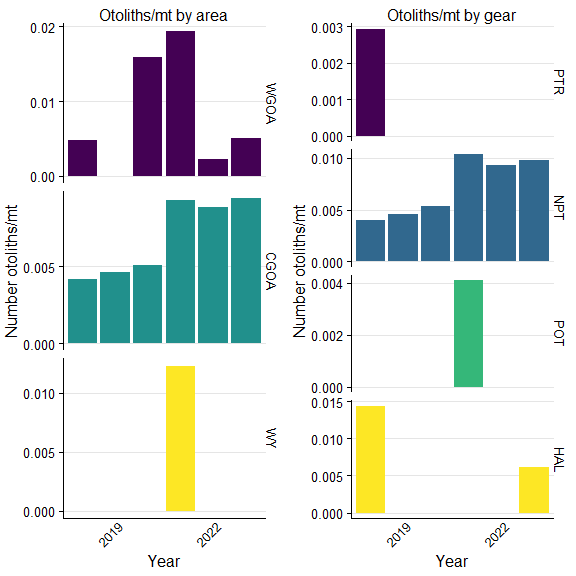 Otoliths/mt by area
Otoliths/mt by gear
Number otoliths/mt
0.02
0.01
0.00
WGOA
0.005
0.000
CGOA
0.010
0.005
0.000
WY
2019
2022
Year
Number otoliths/mt
0.003
0.002
0.001
0.000
PTR
0.010
0.005
0.000
NPT
0.004
0.002
0.000
POT
0.015
0.010
0.005
0.000
HAL
2019
2022
Year